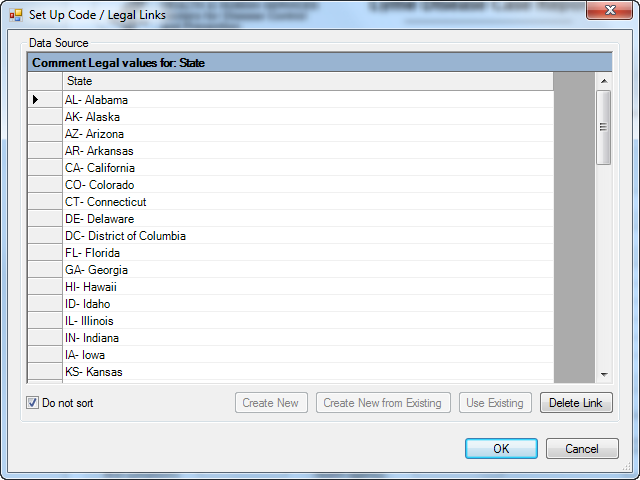 Set Up Code / Legal Links
Data Source
Comment Legal values for: State
State
AL- Alabama
AK- Alaska
AZ- Arizona
AR- Arkansas
CA- California
CO- Colorado
CT- Connecticut
DE- Delaware
DC- District of Columbia
FL- Florida
GA- Georgia
HI- Hawaii
ID- Idaho
IL- Illinois
IN- Indiana
IA- Iowa
KS- Kansas
Do not sort
Create New
Create New from Existing
Use Existing
Delete Link
OK
Cancel